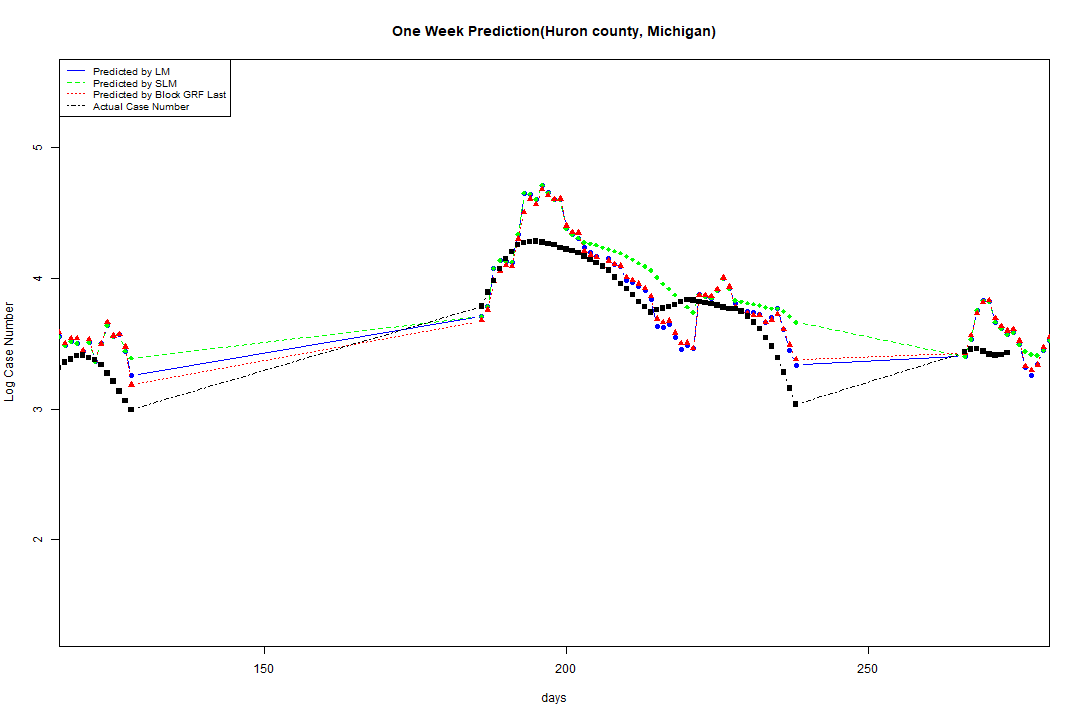 One Week Prediction(Huron county, Michigan)
Predicted by LM
Predicted by SLM
Predicted by Block GRF Last
Actual Case Number
5
4
3
2
Log Case Number
150
200
250
days